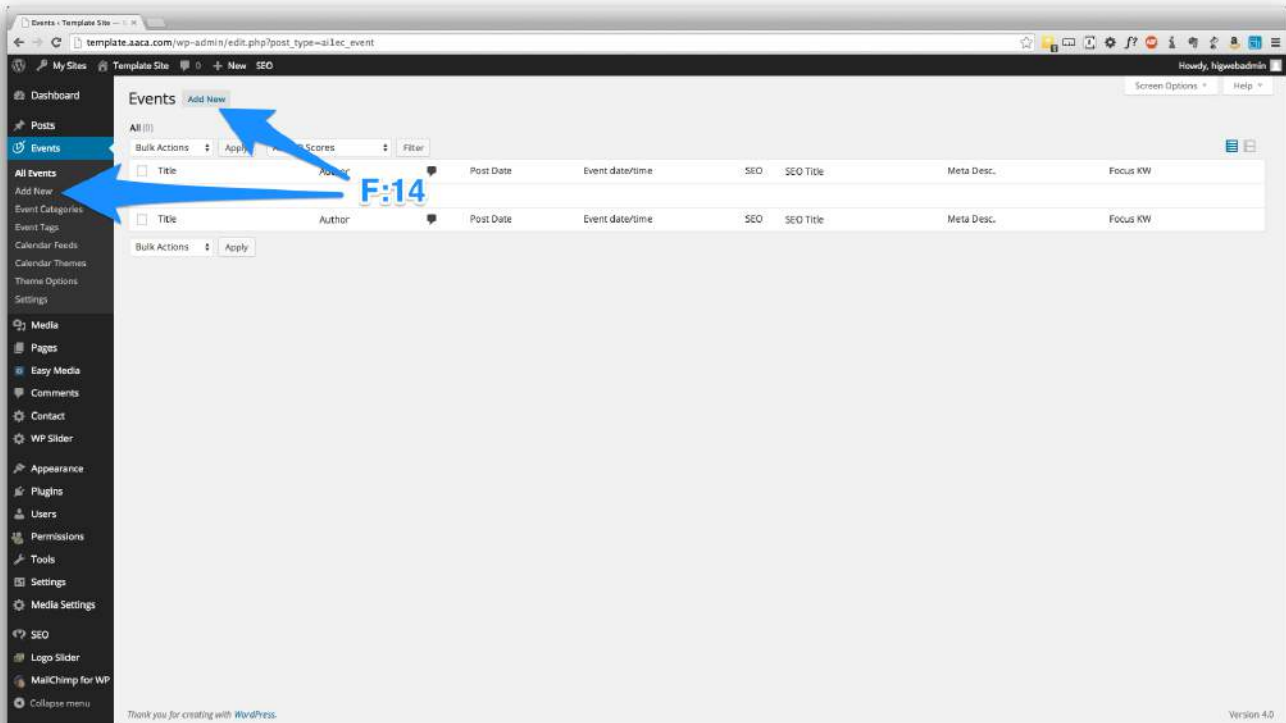 Events ‹ Template Site —
template.aaca.com/wp-admin/edit.php?post_type=ai1ec_event
My Sites Template Site 0 + New SEO Howdy, higwebadmin
Screen Options Help
Dashboard
Posts
Events
All Events
Add New
Event Categories
Event Tags
Calendar Feeds
Calendar Themes
Theme Options
Settings
Media
Pages
Easy Media
Comments
Contact
WP Slider
Appearance
Plugins
Users
Permissions
Tools
Settings
Media Settings
SEO
Logo Slider
MailChimp for WP
Collapse menu
Events Add New
All (0)
Bulk Actions Scores Filter
Title Author Post Date Event date/time SEO SEO Title Meta Desc. Focus KW
F:14
Title Author Post Date Event date/time SEO SEO Title Meta Desc. Focus KW
Bulk Actions Apply
Thank you for creating with WordPress. Version 4.0